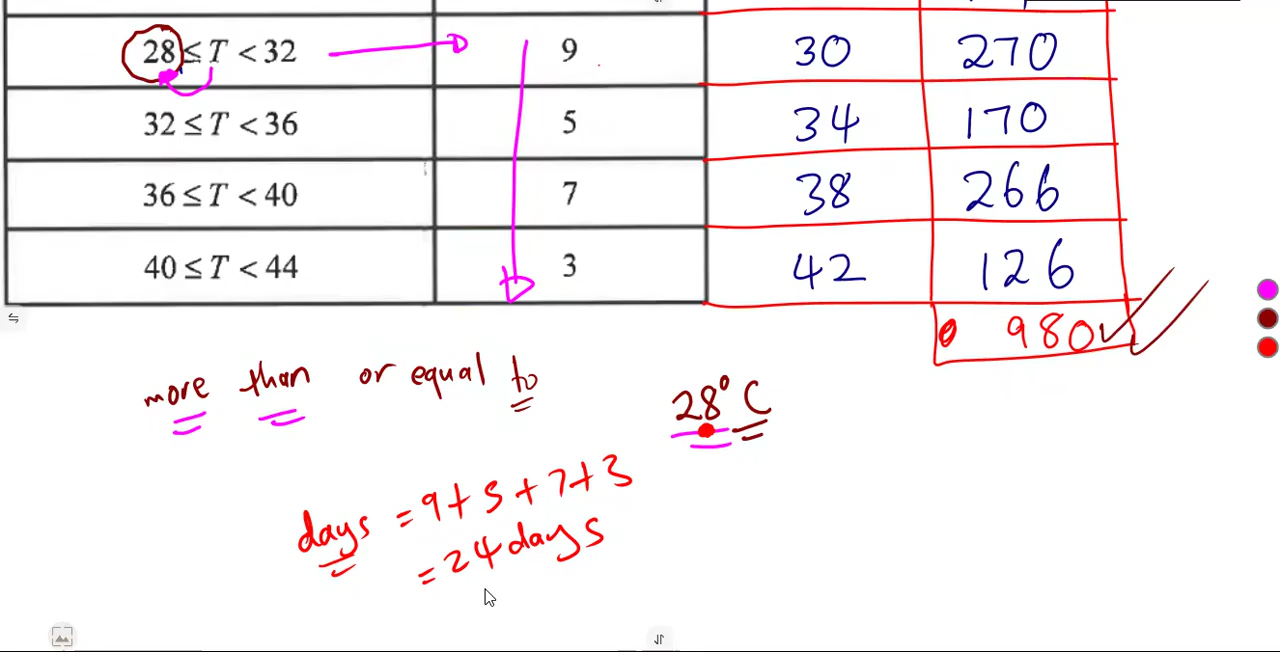 28 ≤ T < 32 9 30 270
32 ≤ T < 36 5 34 170
36 ≤ T < 40 7 38 266
40 ≤ T < 44 3 42 126
980
more than or equal to 28° C
days = 9 + 5 + 7 + 3
= 24 days